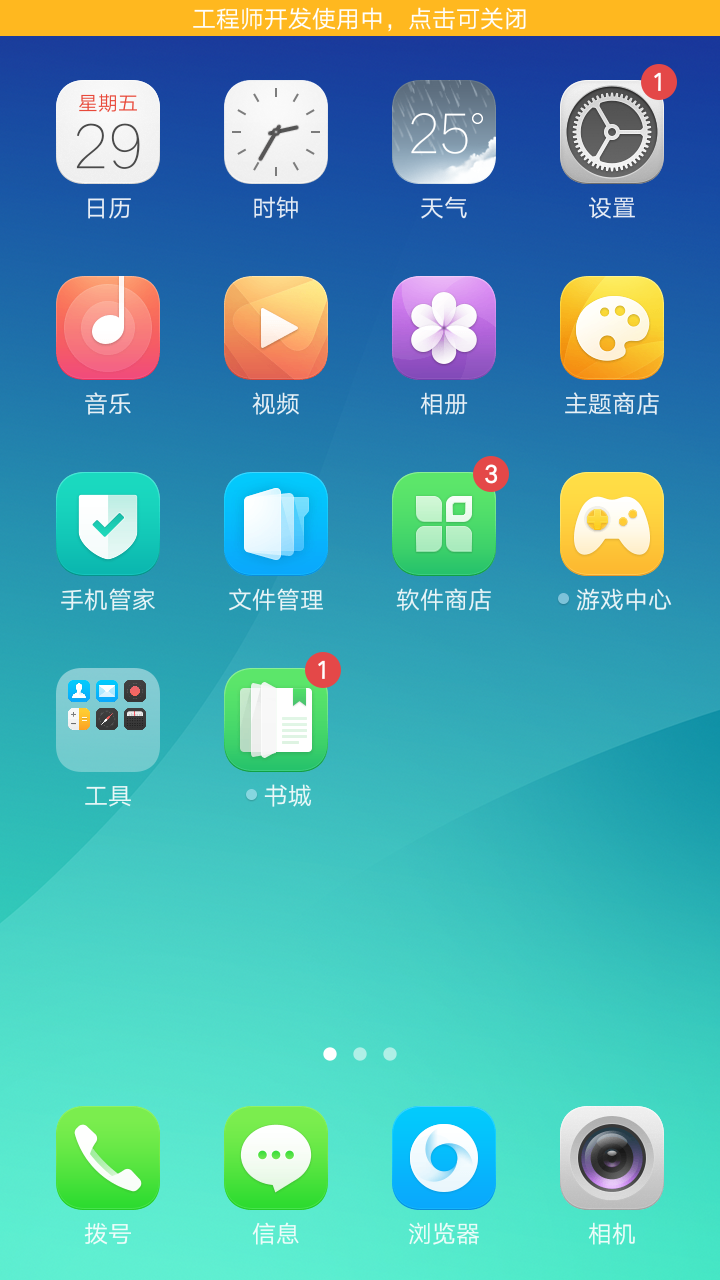 工程师开发使用中，点击可关闭
星期五
29
25°
1
日历
时钟
天气
设置
音乐
视频
相册
主题商店
3
手机管家
文件管理
软件商店
游戏中心
1
工具
书城
拨号
信息
浏览器
相机